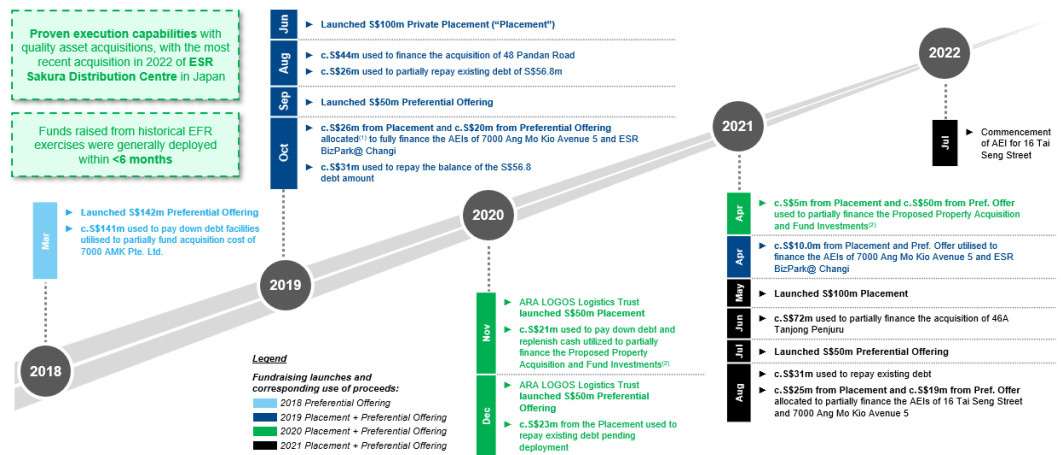 Proven execution capabilities with
quality asset acquisitions, with the most
recent acquisition in 2022 of ESR
Sakura Distribution Centre in Japan
Funds raised from historical EFR
exercises were generally deployed
within <6 months
Mar
► Launched S$142m Preferential Offering
► c.S$141m used to pay down debt facilities
utilised to partially fund acquisition cost of
7000 AMK Pte. Ltd.
2018
Jun
► Launched S$100m Private Placement ("Placement")
Aug
► c.S$44m used to finance the acquisition of 48 Pandan Road
► c.S$26m used to partially repay existing debt of S$56.8m
Sep
► Launched S$50m Preferential Offering
Oct
► c.S$26m from Placement and c.S$20m from Preferential Offering
allocated(1) to fully finance the AEIs of 7000 Ang Mo Kio Avenue 5 and ESR
BizPark@ Changi
► c.S$31m used to repay the balance of the S$56.8
debt amount
2019
2020
Nov
► ARA LOGOS Logistics Trust
launched S$50m Placement
► c.S$21m used to pay down debt and
replenish cash utilized to partially
finance the Proposed Property
Acquisition and Fund Investments(2)
Dec
► ARA LOGOS Logistics Trust
launched S$50m Preferential
Offering
► c.S$23m from the Placement used to
repay existing debt pending
deployment
2021
Apr
► c.S$5m from Placement and c.S$50m from Pref. Offer
used to partially finance the Proposed Property Acquisition
and Fund Investments(2)
Apr
► c.S$10.0m from Placement and Pref. Offer utilised to
finance the AEIs of 7000 Ang Mo Kio Avenue 5 and ESR
BizPark@ Changi
May
► Launched S$100m Placement
Jun
► c.S$72m used to partially finance the acquisition of 46A
Tanjong Penjuru
Jul
► Launched S$50m Preferential Offering
Aug
► c.S$31m used to repay existing debt
► c.S$25m from Placement and c.S$19m from Pref. Offer
allocated to partially finance the AEIs of 16 Tai Seng Street
and 7000 Ang Mo Kio Avenue 5
2022
Jul
► Commencement
of AEI for 16 Tai
Seng Street
Legend
Fundraising launches and
corresponding use of proceeds:
2018 Preferential Offering
2019 Placement + Preferential Offering
2020 Placement + Preferential Offering
2021 Placement + Preferential Offering